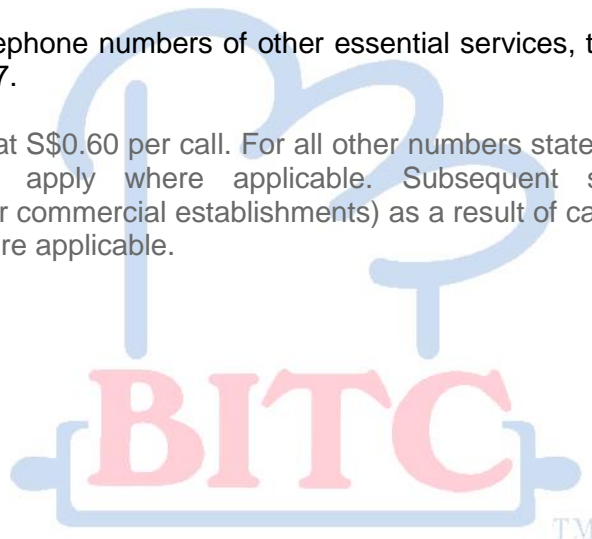 ephone numbers of other essential services, t
7.
at S$0.60 per call. For all other numbers state
apply where applicable. Subsequent s
r commercial establishments) as a result of ca
re applicable.
BITC
TM